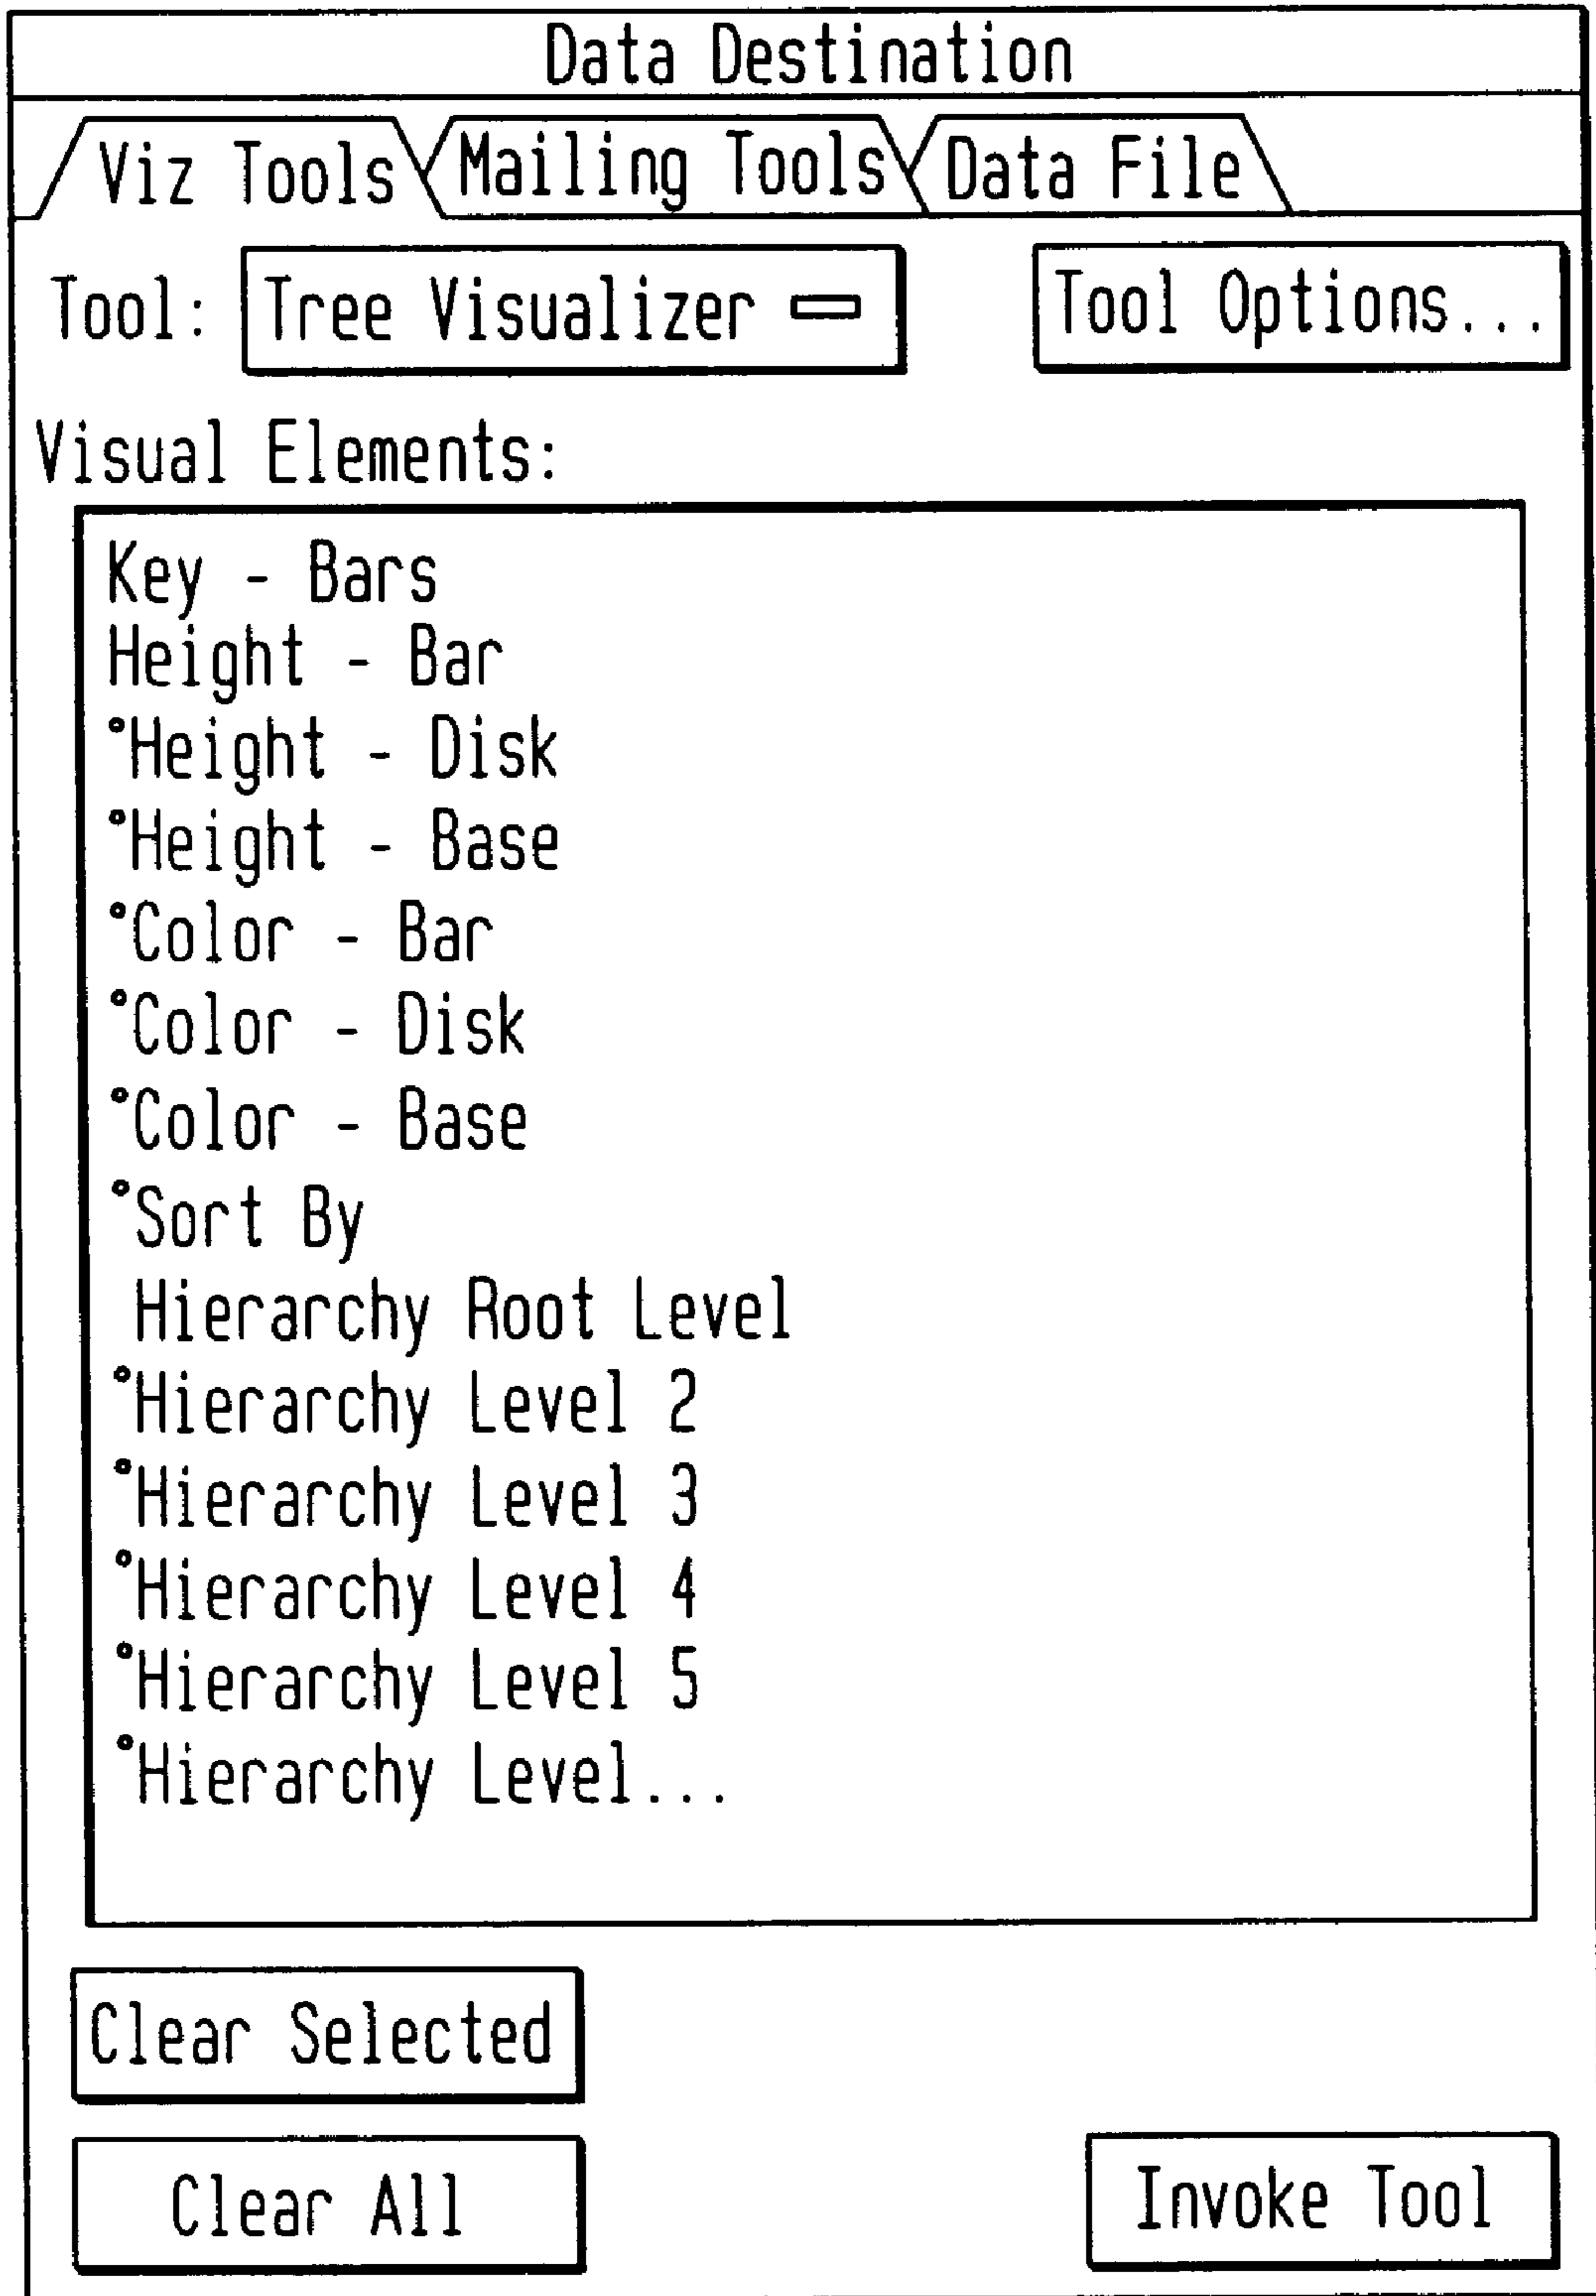 Data Destination
Viz Tools Mailing Tools Data File
Tool: Tree Visualizer Tool Options...
Visual Elements:
Key - Bars
Height - Bar
°Height - Disk
°Height - Base
°Color - Bar
°Color - Disk
°Color - Base
°Sort By
Hierarchy Root Level
°Hierarchy Level 2
°Hierarchy Level 3
°Hierarchy Level 4
°Hierarchy Level 5
°Hierarchy Level...
Clear Selected
Clear All Invoke Tool